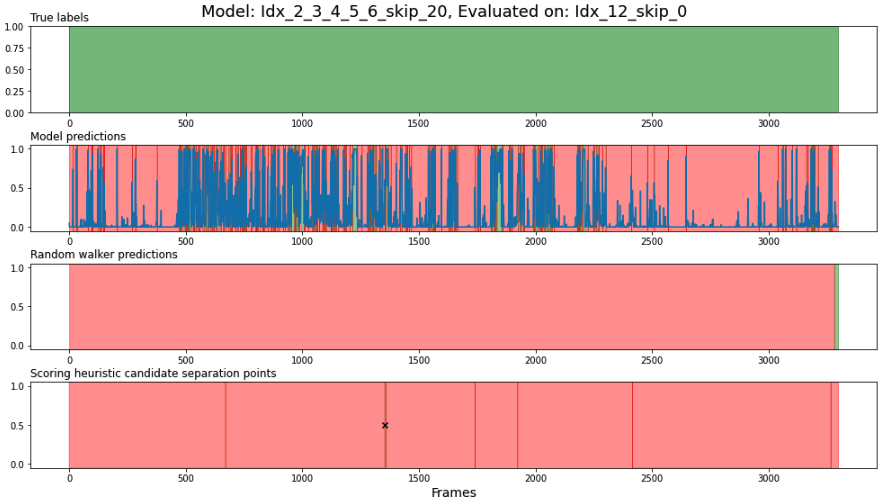 Model: Idx_2_3_4_5_6_skip_20, Evaluated on: Idx_12_skip_0
True labels
1.00
0.75
0.50
0.25
0.00
0 500 1000 1500 2000 2500 3000
Model predictions
1.0
0.5
0.0
0 500 1000 1500 2000 2500 3000
Random walker predictions
1.0
0.5
0.0
0 500 1000 1500 2000 2500 3000
Scoring heuristic candidate separation points
1.0
0.5
0.0
0 500 1000 1500 2000 2500 3000
Frames